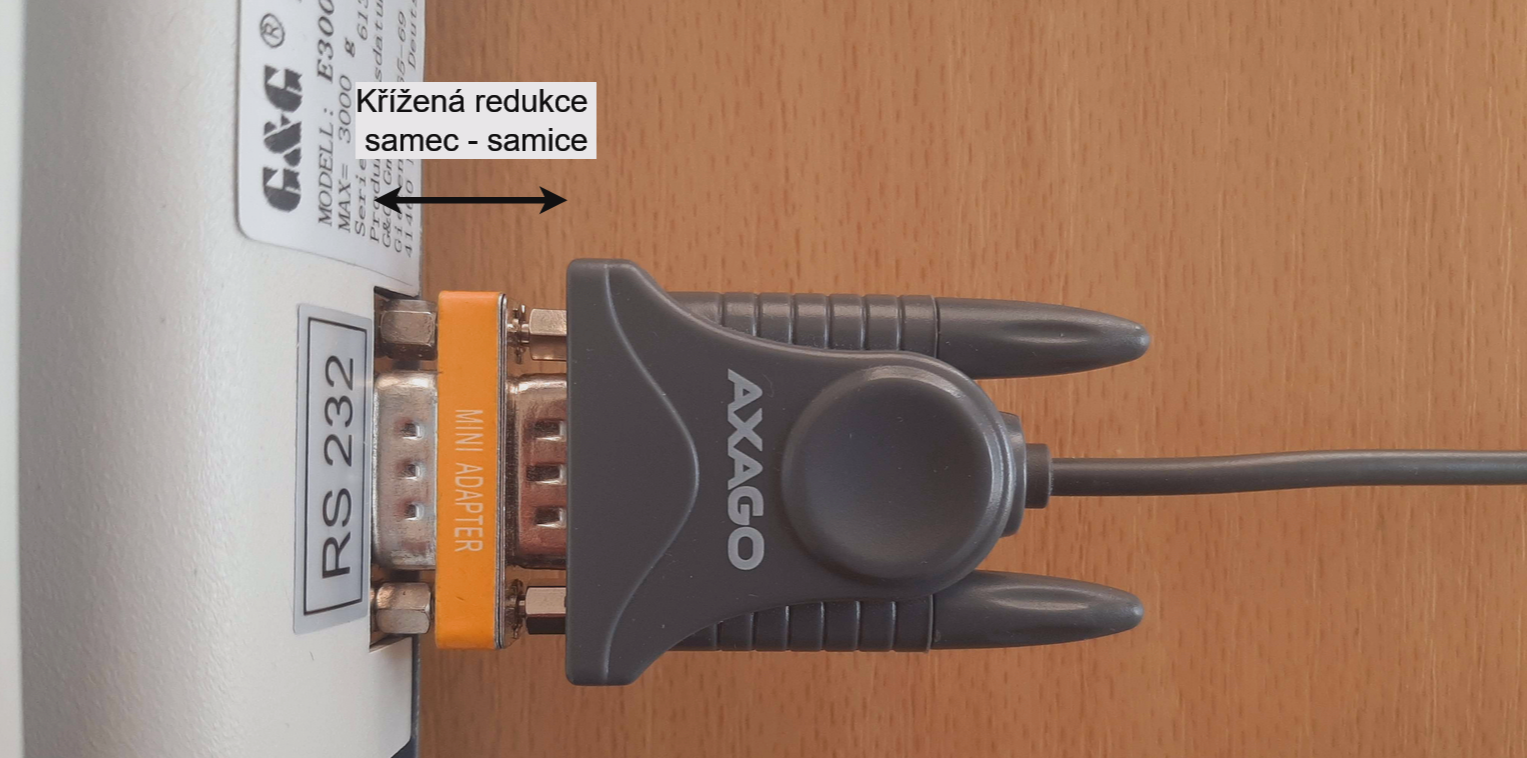 Křížená redukce
samec - samice
G&G ®
MODELL: E300
MAX= 3000 g
RS 232
MINI ADAPTER
AXAGO